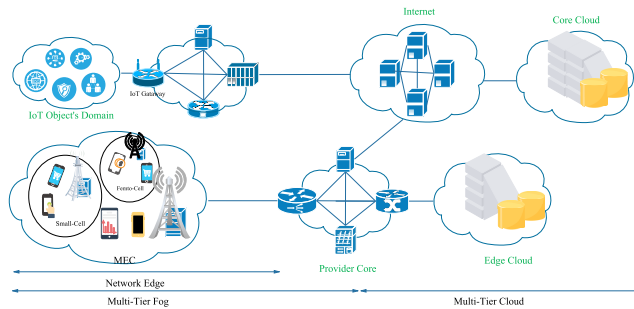 Internet
Core Cloud
IoT Gataway
IoT Object's Domain
Femto-Cell
Small-Cell
MEC
Provider Core
Edge Cloud
Network Edge
Multi-Tier Fog
Multi-Tier Cloud